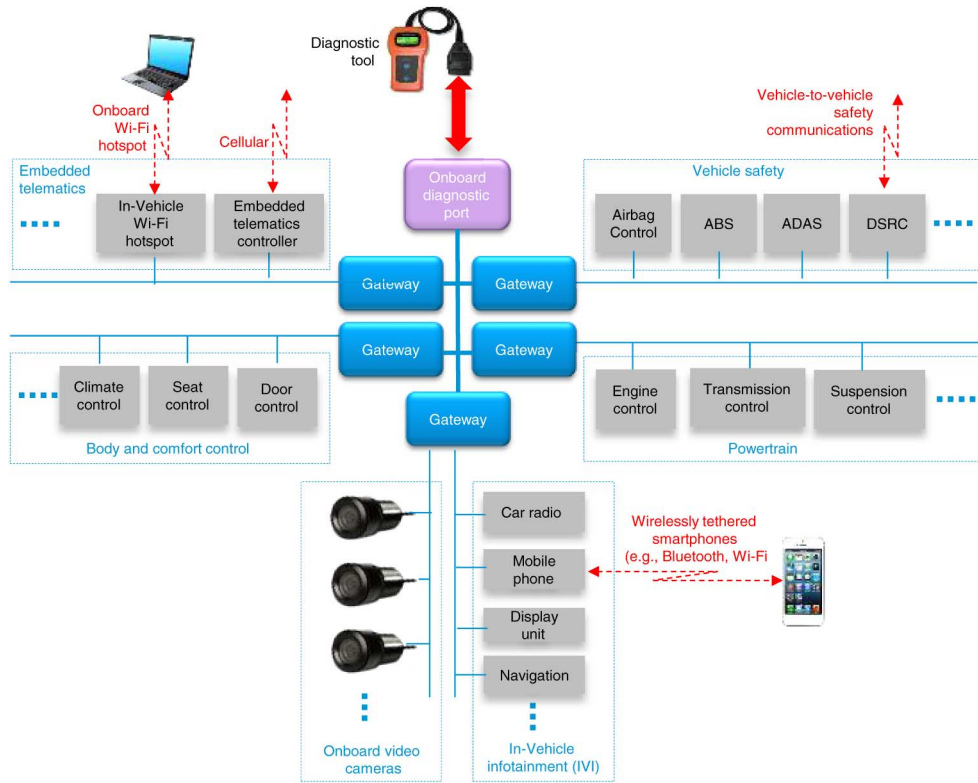 Diagnostic
tool
Onboard
Wi-Fi
hotspot
Cellular
Vehicle-to-vehicle
safety
communications
Embedded
telematics
In-Vehicle
Wi-Fi
hotspot
Embedded
telematics
controller
Onboard
diagnostic
port
Vehicle safety
Airbag
Control
ABS
ADAS
DSRC
Gateway
Gateway
Gateway
Gateway
Climate
control
Seat
control
Door
control
Body and comfort control
Gateway
Engine
control
Transmission
control
Suspension
control
Powertrain
Car radio
Mobile
phone
Display
unit
Navigation
Wirelessly tethered
smartphones
(e.g., Bluetooth, Wi-Fi
Onboard video
cameras
In-Vehicle
infotainment (IVI)